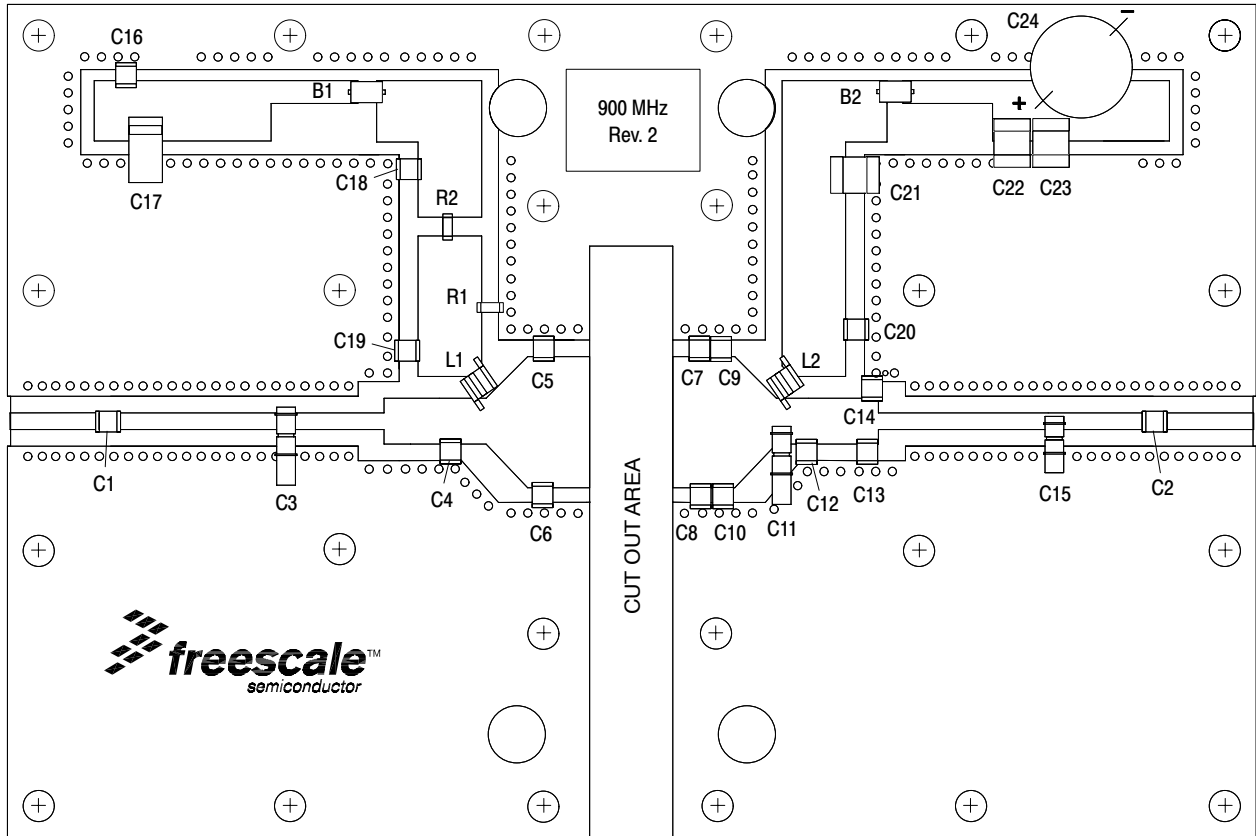 C16
C24
−
B1
900 MHz
Rev. 2
B2
+
C17
C18
R2
C21
C22
C23
R1
C19
L1
C5
C7
C9
L2
C20
C14
C1
C3
C4
C6
C8
C10
C11
C12
C13
C15
C2
CUT OUT AREA
freescale™
semiconductor